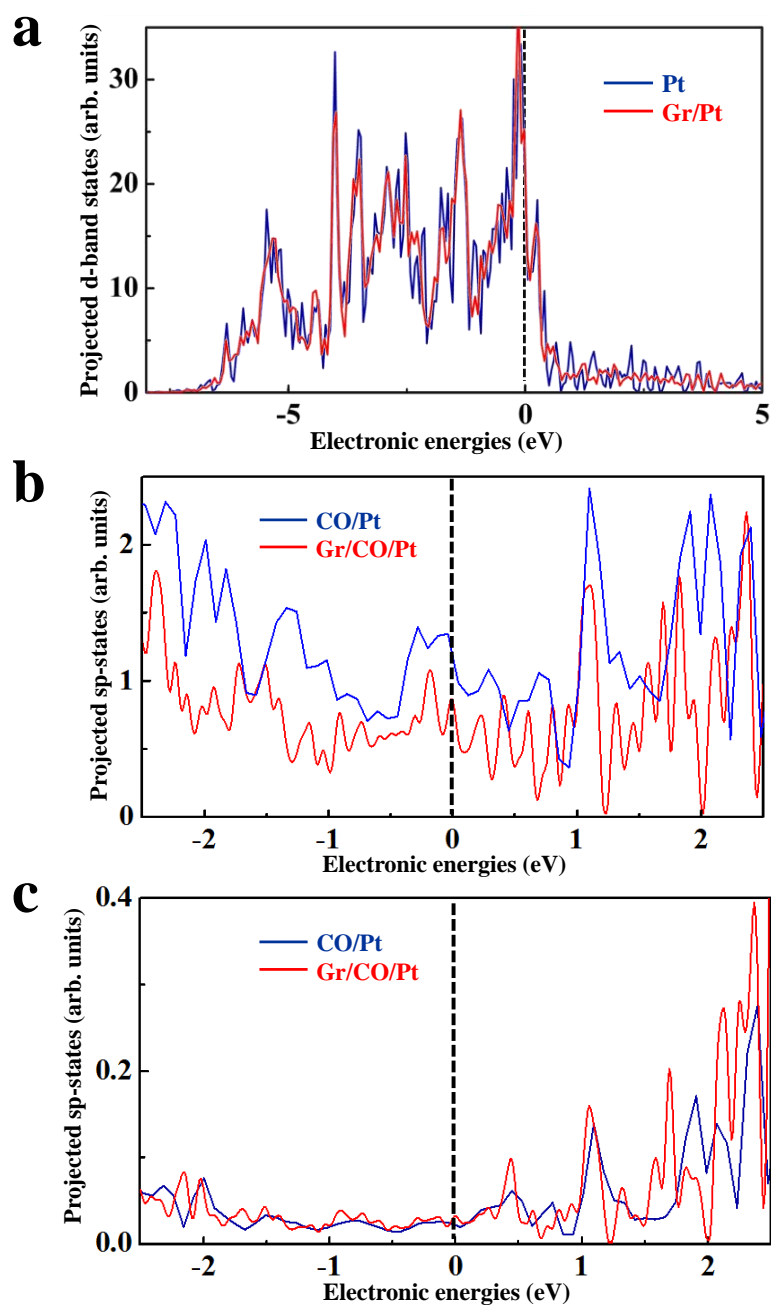 a
Projected d-band states (arb. units)
30
20
10
0
Pt
Gr/Pt
-5
0
5
Electronic energies (eV)
b
Projected sp-states (arb. units)
2
1
0
CO/Pt
Gr/CO/Pt
-2
-1
0
1
2
Electronic energies (eV)
c
Projected sp-states (arb. units)
0.4
0.2
0.0
CO/Pt
Gr/CO/Pt
-2
-1
0
1
2
Electronic energies (eV)